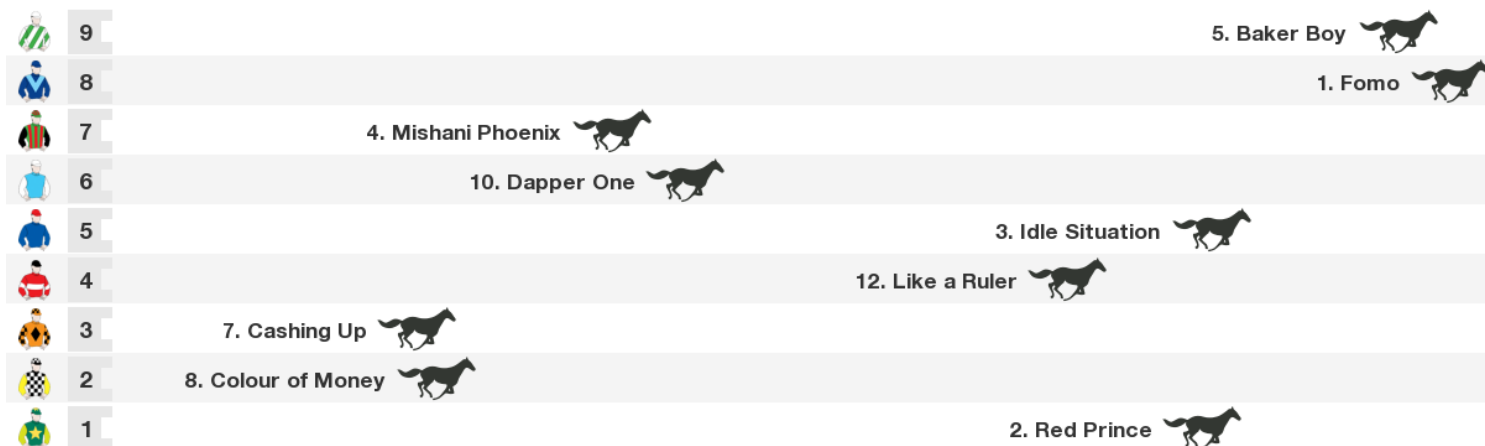 9 5. Baker Boy
8 1. Fomo
7 4. Mishani Phoenix
6 10. Dapper One
5 3. Idle Situation
4 12. Like a Ruler
3 7. Cashing Up
2 8. Colour of Money
1 2. Red Prince